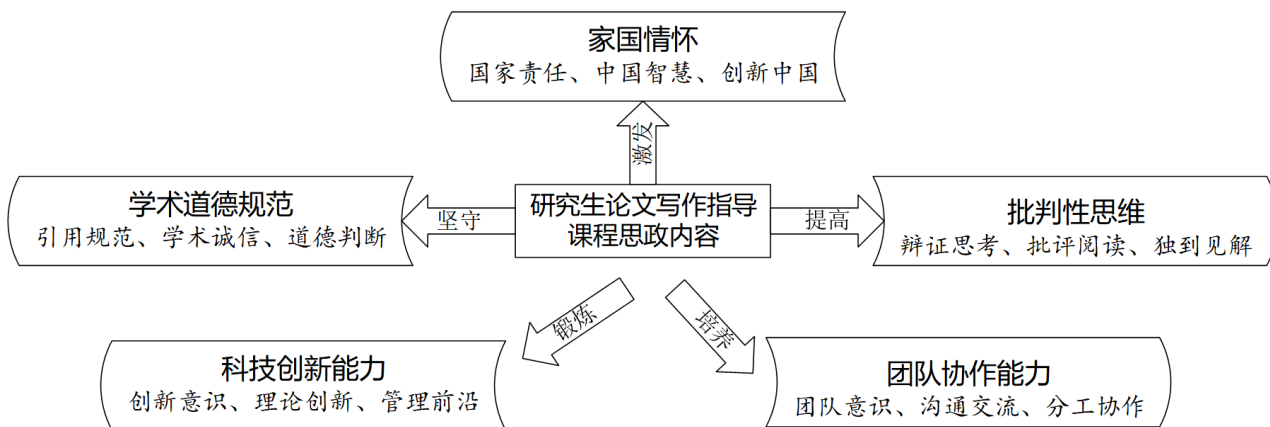 家国情怀
国家责任、中国智慧、创新中国
激发
学术道德规范
引用规范、学术诚信、道德判断
坚守
研究生论文写作指导
课程思政内容
提高
批判性思维
辩证思考、批评阅读、独到见解
锻炼
培养
科技创新能力
创新意识、理论创新、管理前沿
团队协作能力
团队意识、沟通交流、分工协作